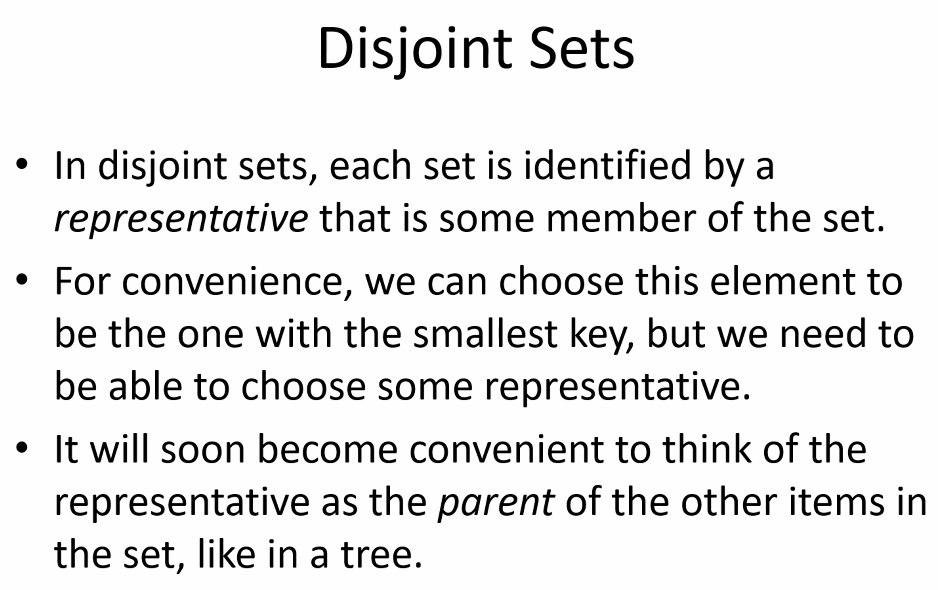 Disjoint Sets
• In disjoint sets, each set is identified by a
representative that is some member of the set.
• For convenience, we can choose this element to
be the one with the smallest key, but we need to
be able to choose some representative.
• It will soon become convenient to think of the
representative as the parent of the other items in
the set, like in a tree.